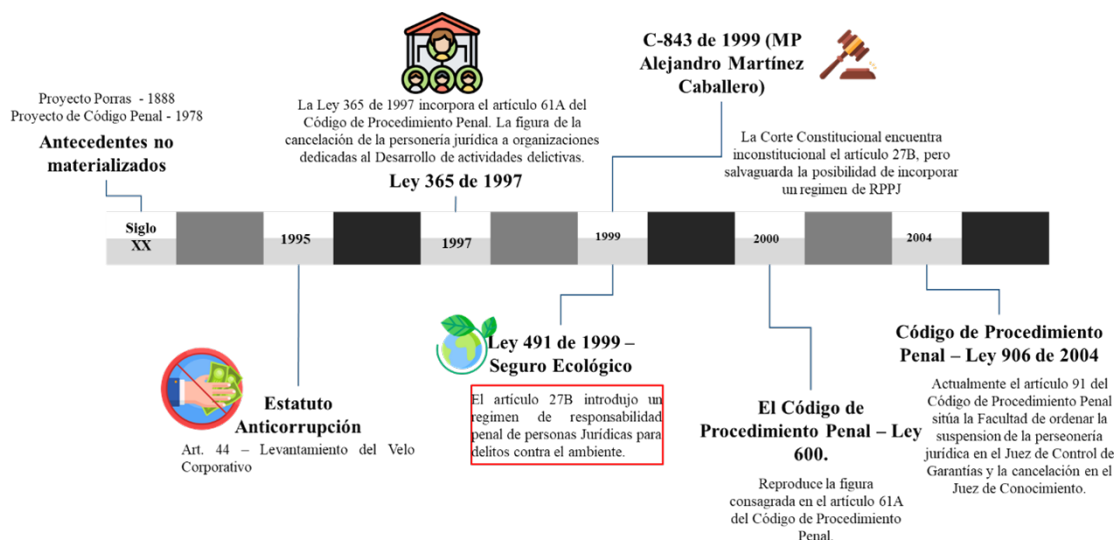 Proyecto Porras - 1888
Proyecto de Código Penal - 1978
Antecedentes no
materializados
La Ley 365 de 1997 incorpora el artículo 61A del
Código de Procedimiento Penal. La figura de la
cancelación de la personería jurídica a organizaciones
dedicadas al Desarrollo de actividades delictivas.
Ley 365 de 1997
C-843 de 1999 (MP
Alejandro Martínez
Caballero)
La Corte Constitucional encuentra
inconstitucional el artículo 27B, pero
salvaguarda la posibilidad de incorporar
un regimen de RPPJ
Siglo
XX
1995
1997
1999
2000
2004
Estatuto
Anticorrupción
Art. 44 – Levantamiento del Velo
Corporativo
Ley 491 de 1999 –
Seguro Ecológico
El artículo 27B introdujo un
regimen de responsabilidad
penal de personas Jurídicas para
delitos contra el ambiente.
El Código de
Procedimiento Penal – Ley
600.
Reproduce la figura
consagrada en el artículo 61A
del Código de Procedimiento
Penal.
Código de Procedimiento
Penal – Ley 906 de 2004
Actualmente el artículo 91 del
Código de Procedimiento Penal
sitúa la Facultad de ordenar la
suspension de la perseonería
jurídica en el Juez de Control de
Garantías y la cancelación en el
Juez de Conocimiento.